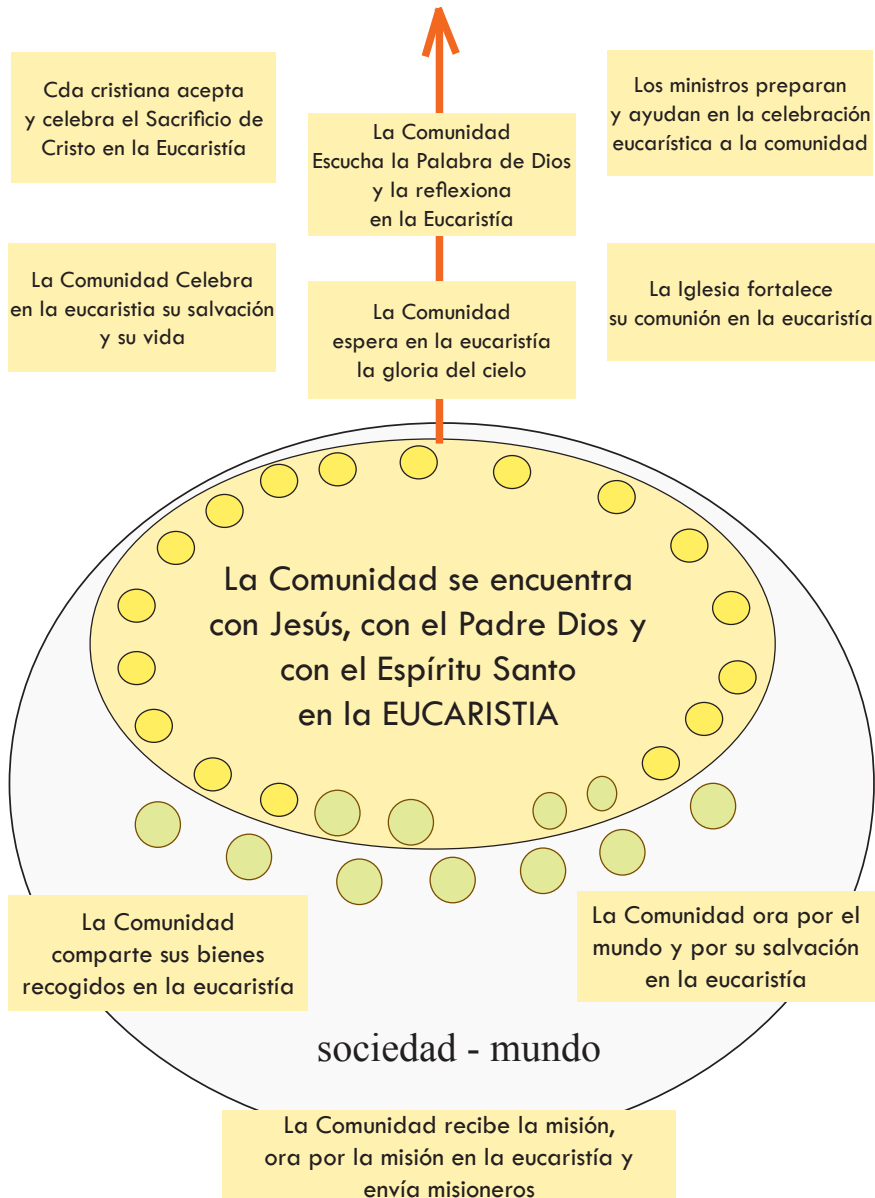 Cda cristiana acepta
y celebra el Sacrificio de
Cristo en la Eucaristía
La Comunidad
Escucha la Palabra de Dios
y la reflexiona
en la Eucaristía
Los ministros preparan
y ayudan en la celebración
eucarística a la comunidad
La Comunidad Celebra
en la eucaristia su salvación
y su vida
La Comunidad
espera en la eucaristía
la gloria del cielo
La Iglesia fortalece
su comunión en la eucaristía
La Comunidad se encuentra
con Jesús, con el Padre Dios y
con el Espíritu Santo
en la EUCARISTIA
La Comunidad
comparte sus bienes
recogidos en la eucaristía
La Comunidad ora por el
mundo y por su salvación
en la eucaristía
sociedad - mundo
La Comunidad recibe la misión,
ora por la misión en la eucaristía y
envía misioneros